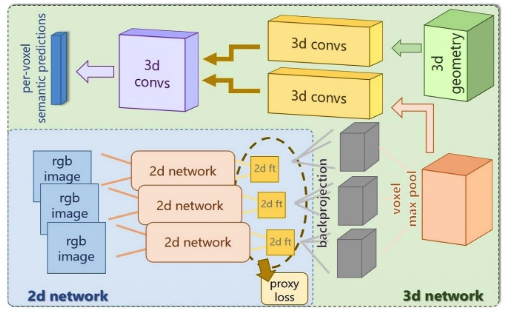 per-voxel
semantic predictions
3d
convs
3d convs
3d convs
3d
geometry
rgb
image
rgb
image
rgb
image
2d network
2d network
2d network
2d ft
2d ft
2d ft
proxy
loss
backprojection
voxel
max pool
2d network
3d network